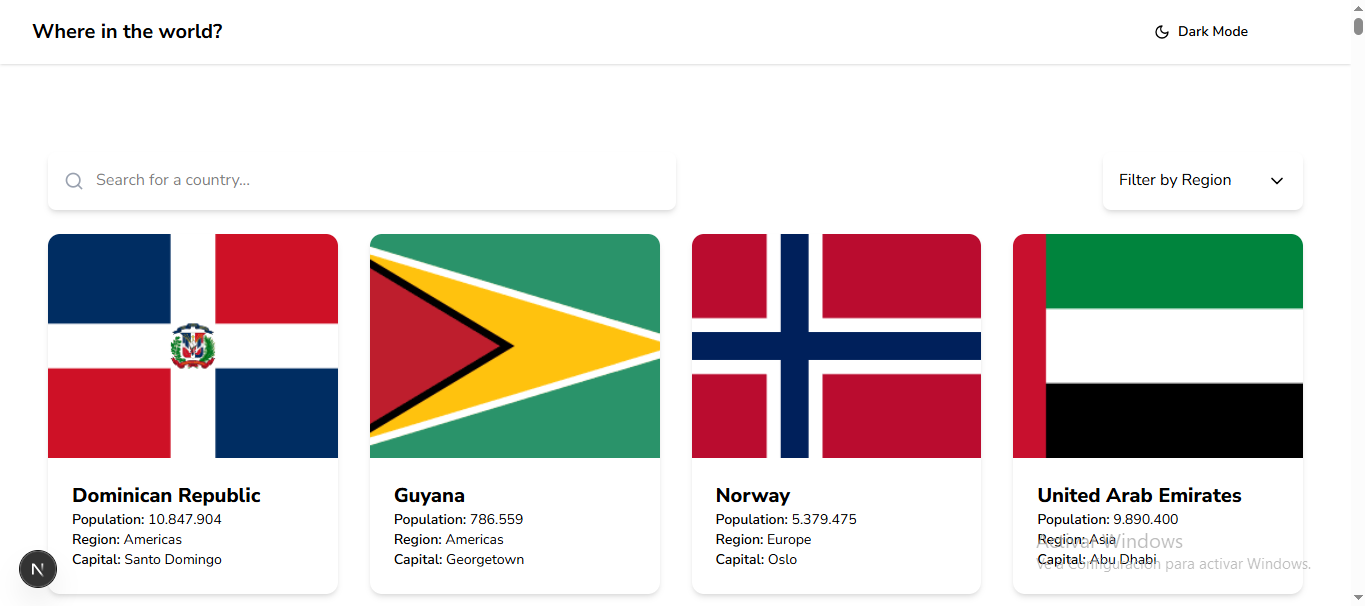 Where in the world?
Dark Mode
Search for a country...
Filter by Region
Dominican Republic
Population: 10.847.904
Region: Americas
Capital: Santo Domingo
Guyana
Population: 786.559
Region: Americas
Capital: Georgetown
Norway
Population: 5.379.475
Region: Europe
Capital: Oslo
United Arab Emirates
Population: 9.890.400
Region: Asia
Capital: Abu Dhabi
Activar Windows
Ve a Configuración para activar Windows.
N